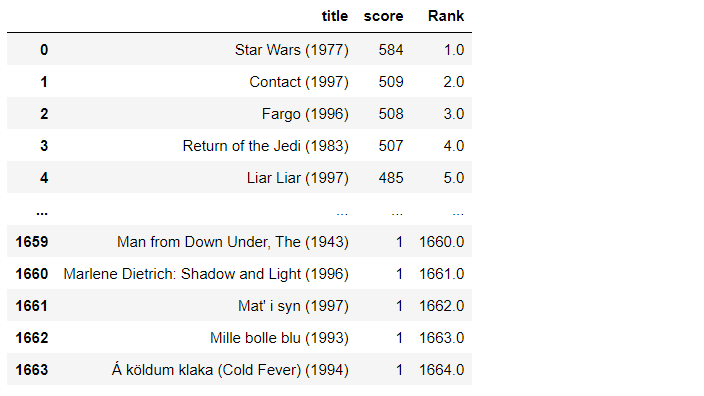 title score Rank
0 Star Wars (1977) 584 1.0
1 Contact (1997) 509 2.0
2 Fargo (1996) 508 3.0
3 Return of the Jedi (1983) 507 4.0
4 Liar Liar (1997) 485 5.0
... ... ... ...
1659 Man from Down Under, The (1943) 1 1660.0
1660 Marlene Dietrich: Shadow and Light (1996) 1 1661.0
1661 Mat' i syn (1997) 1 1662.0
1662 Mille bolle blu (1993) 1 1663.0
1663 Á köldum klaka (Cold Fever) (1994) 1 1664.0